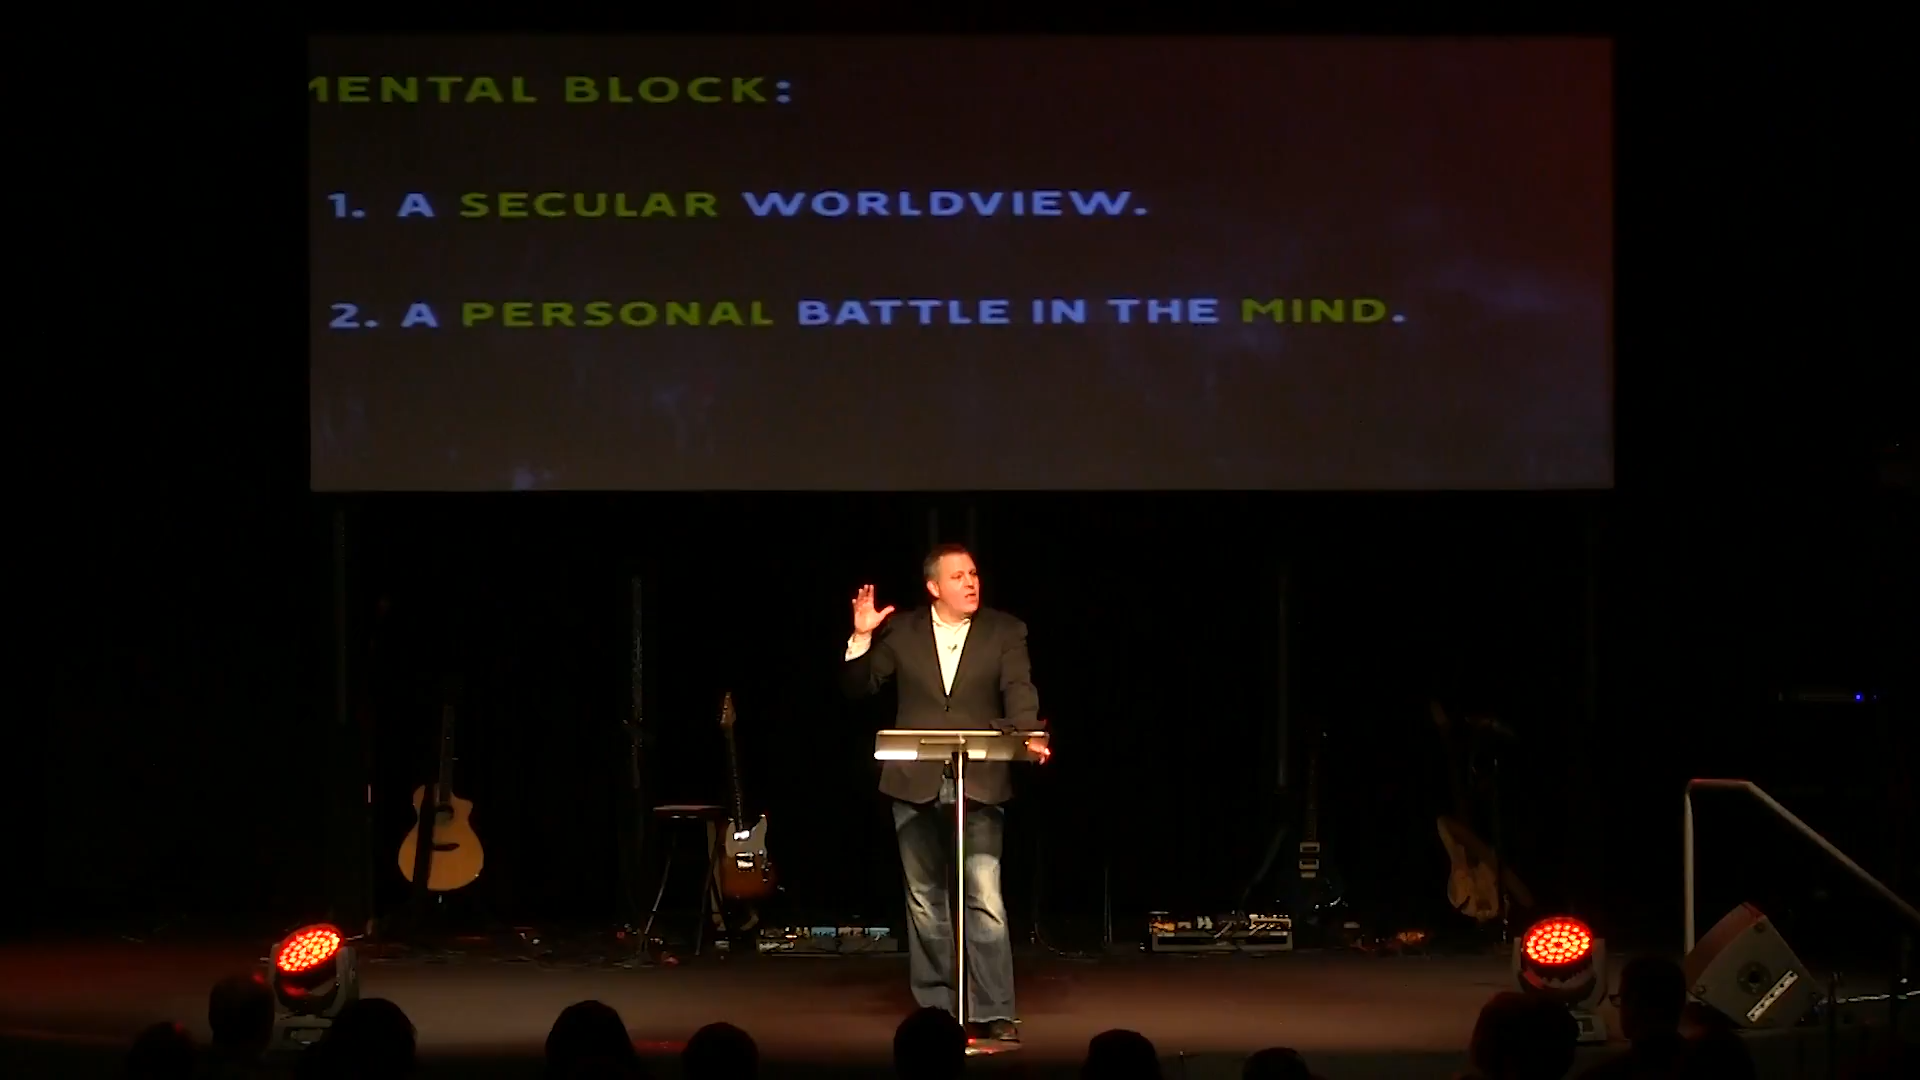 MENTAL BLOCK:
1. A SECULAR WORLDVIEW.
2. A PERSONAL BATTLE IN THE MIND.